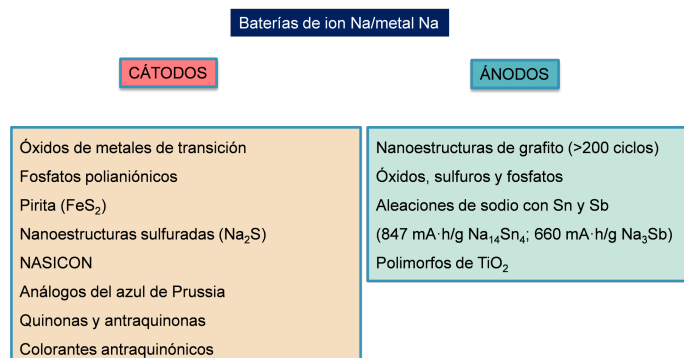 Baterías de ion Na/metal Na
CÁTODOS
ÁNODOS
Óxidos de metales de transición
Fosfatos polianiónicos
Pirita (FeS₂)
Nanoestructuras sulfuradas (Na₂S)
NASICON
Análogos del azul de Prussia
Quinonas y antraquinonas
Colorantes antraquinónicos
Nanoestructuras de grafito (>200 ciclos)
Óxidos, sulfuros y fosfatos
Aleaciones de sodio con Sn y Sb
(847 mA·h/g Na₁₄Sn₄; 660 mA·h/g Na₃Sb)
Polimorfos de TiO₂